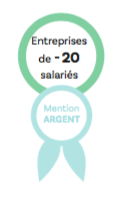 Entreprises
de - 20
salariés
Mention
ARGENT